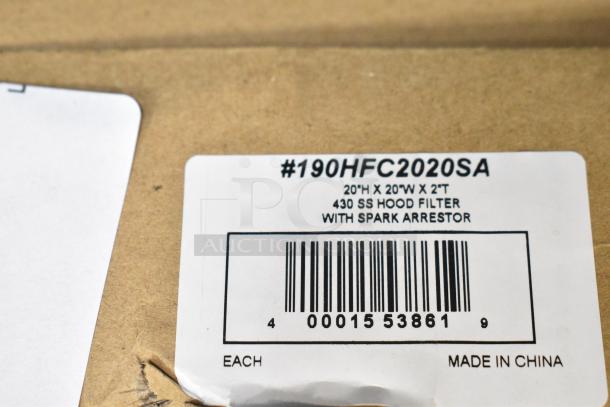 #190HFC2020SA
20"H X 20"W X 2"T
430 SS HOOD FILTER
WITH SPARK ARRESTOR
4 00015 53861 9
EACH MADE IN CHINA